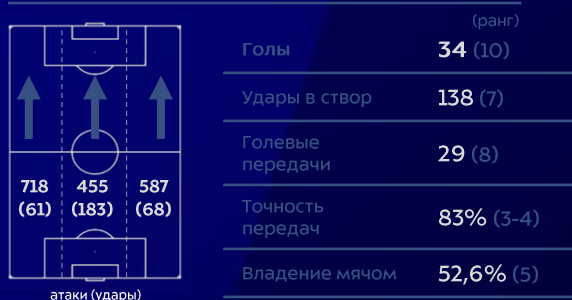 (ранг)
Голы 34 (10)
Удары в створ 138 (7)
Голевые
передачи 29 (8)
Точность
передач 83% (3-4)
Владение мячом 52,6% (5)
718 455 587
(61) (183) (68)
атаки (удары)